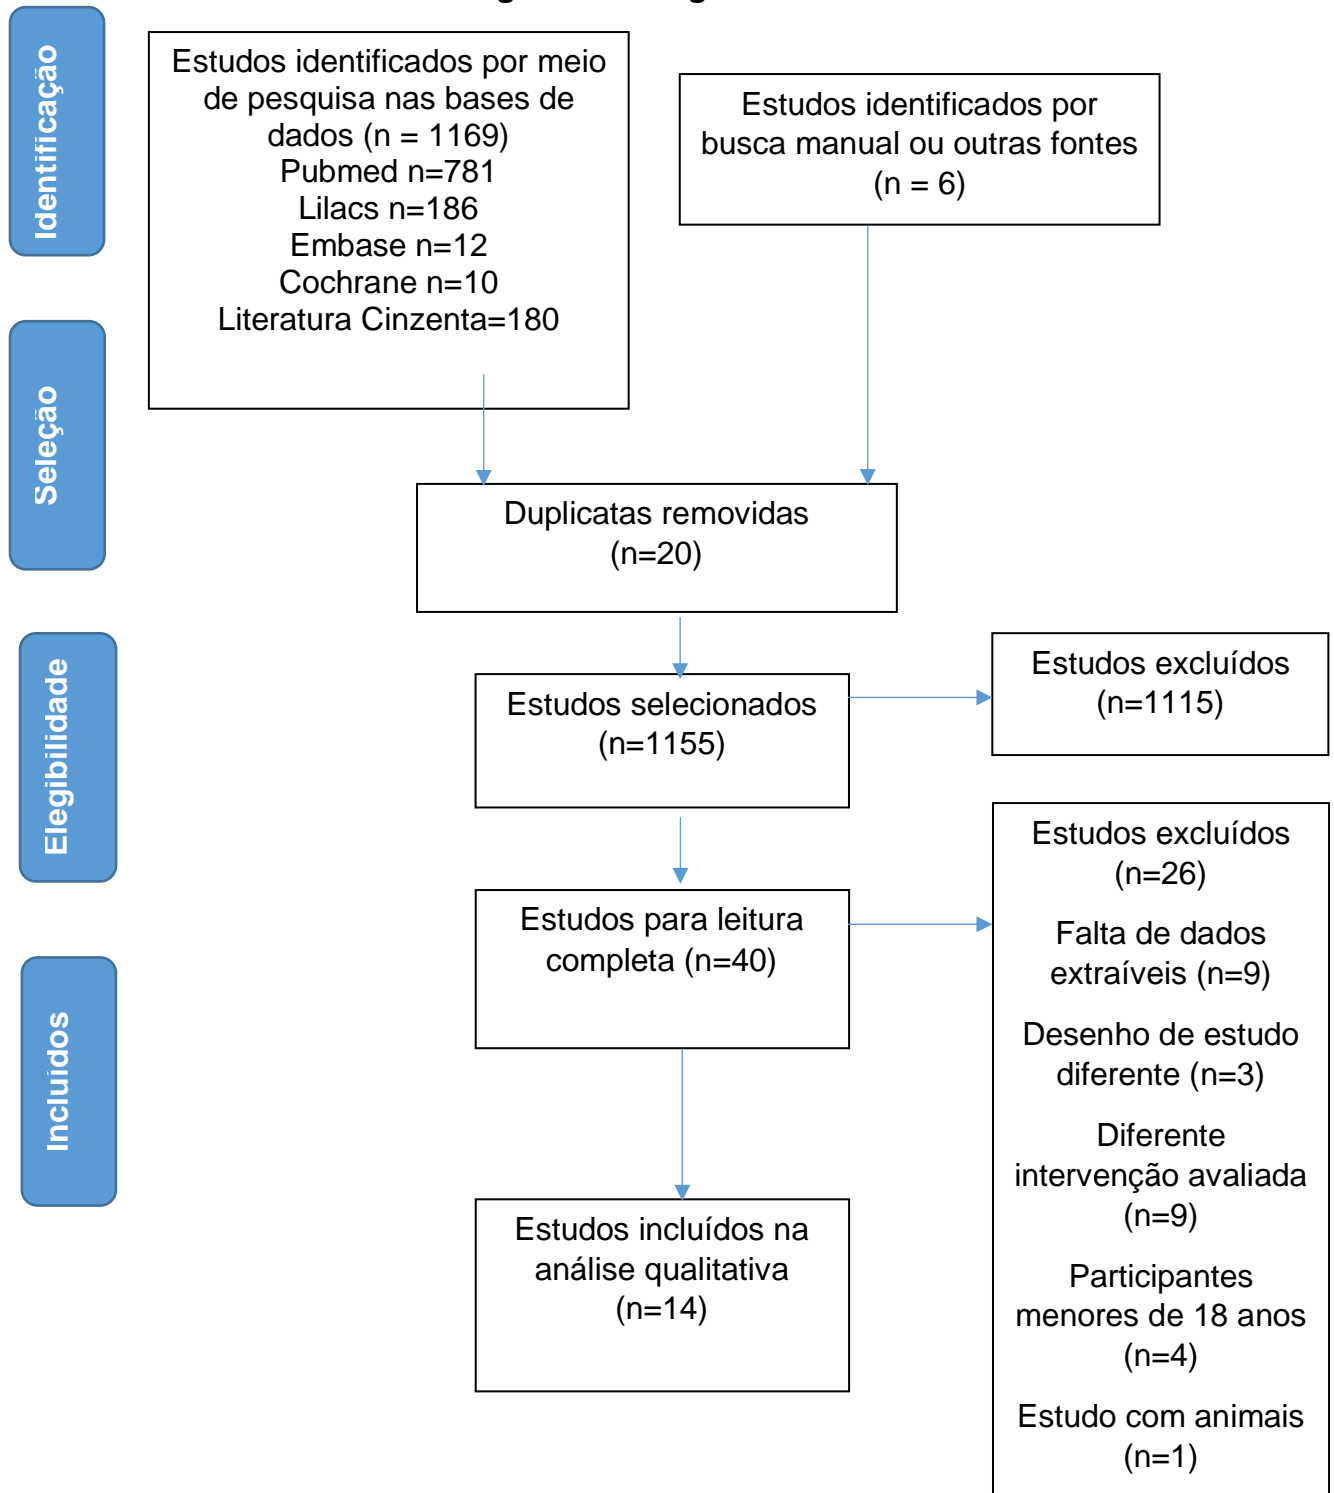 Identificação
Estudos identificados por meio
de pesquisa nas bases de
dados (n = 1169)
Pubmed n=781
Lilacs n=186
Embase n=12
Cochrane n=10
Literatura Cinzenta=180
Estudos identificados por
busca manual ou outras fontes
(n = 6)
Seleção
Duplicatas removidas
(n=20)
Elegibilidade
Estudos selecionados
(n=1155)
Estudos excluídos
(n=1115)
Estudos para leitura
completa (n=40)
Estudos excluídos
(n=26)
Falta de dados
extraíveis (n=9)
Desenho de estudo
diferente (n=3)
Diferente
intervenção avaliada
(n=9)
Participantes
menores de 18 anos
(n=4)
Estudo com animais
(n=1)
Incluídos
Estudos incluídos na
análise qualitativa
(n=14)